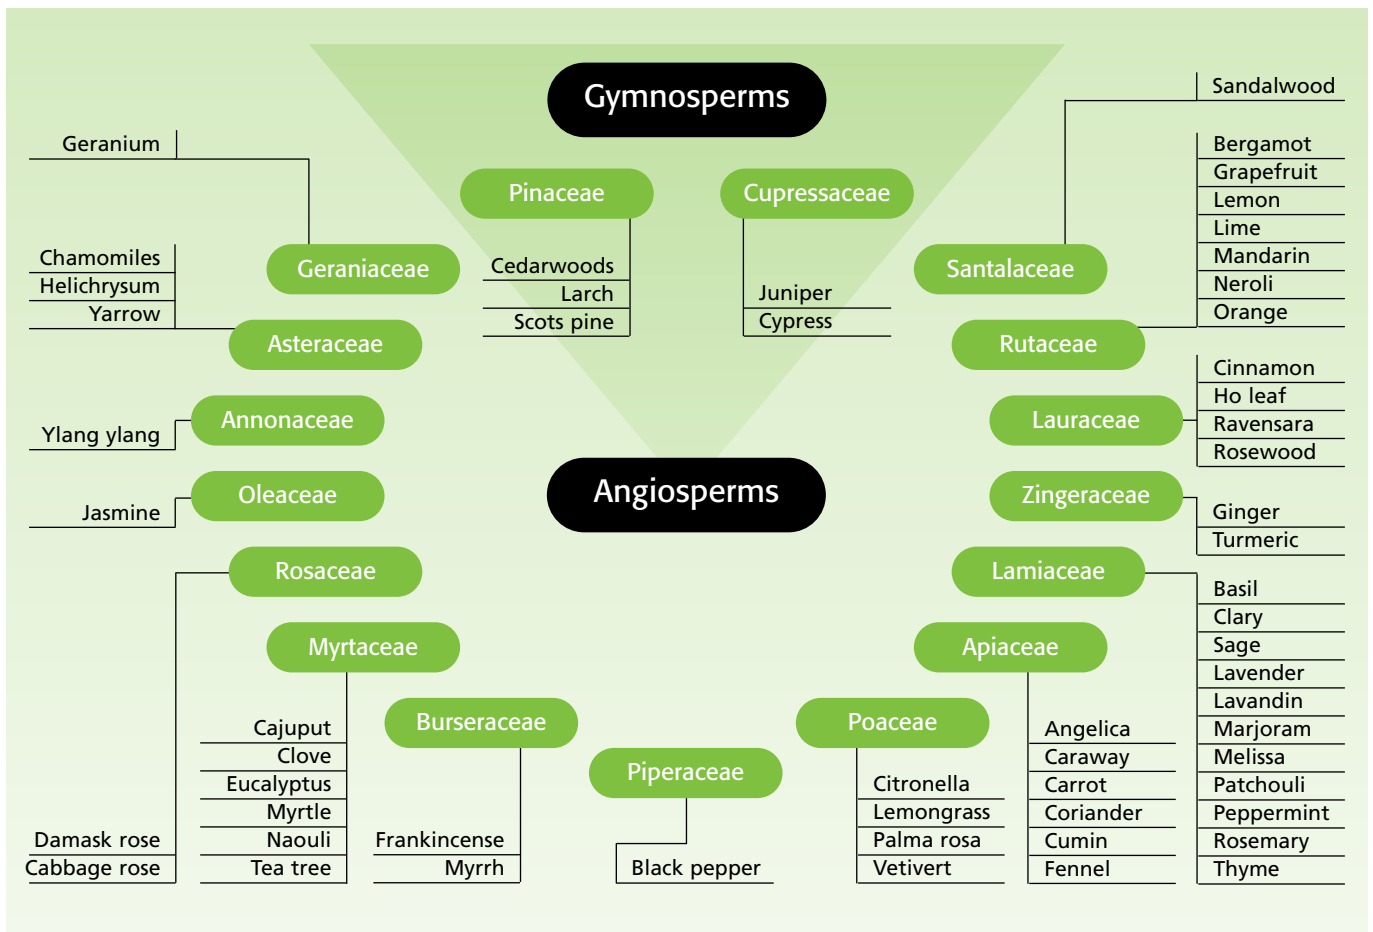 Gymnosperms
Pinaceae
Cedarwoods
Larch
Scots pine
Cupressaceae
Juniper
Cypress
Angiosperms
Geranium
Geraniaceae
Chamomiles
Helichrysum
Yarrow
Asteraceae
Ylang ylang
Annonaceae
Jasmine
Oleaceae
Rosaceae
Damask rose
Cabbage rose
Myrtaceae
Cajuput
Clove
Eucalyptus
Myrtle
Naouli
Tea tree
Burseraceae
Frankincense
Myrrh
Piperaceae
Black pepper
Poaceae
Citronella
Lemongrass
Palma rosa
Vetivert
Apiaceae
Angelica
Caraway
Carrot
Coriander
Cumin
Fennel
Lamiaceae
Basil
Clary
Sage
Lavender
Lavandin
Marjoram
Melissa
Patchouli
Peppermint
Rosemary
Thyme
Zingeraceae
Ginger
Turmeric
Lauraceae
Cinnamon
Ho leaf
Ravensara
Rosewood
Rutaceae
Bergamot
Grapefruit
Lemon
Lime
Mandarin
Neroli
Orange
Santalaceae
Sandalwood